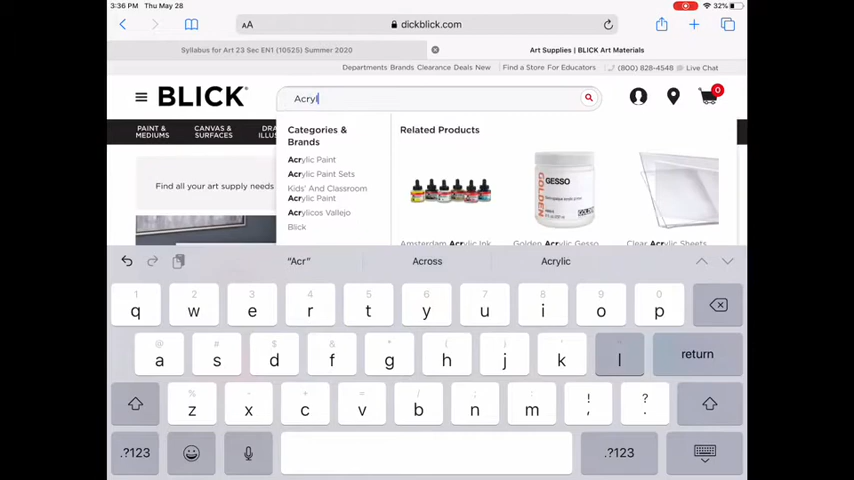 3:36 PM Thu May 28
32%
AA
dickblick.com
Syllabus for Art 23 Sec EN1 (10525) Summer 2020
Art Supplies | BLICK Art Materials
Departments Brands Clearance Deals New
Find a Store For Educators
(800) 828-4548
Live Chat
BLICK
Acryl
0
PAINT &
MEDIUMS
CANVAS &
SURFACES
DRA
ILLUS
Find all your art supply needs
Categories &
Brands
Acrylic Paint
Acrylic Paint Sets
Kids' And Classroom
Acrylic Paint
Acrylicos Vallejo
Blick
Related Products
GOLDEN
GESSO
Amsterdam Acrylic Ink
Golden Acrylic Gesso
Clear Acrylic Sheets
"Acr"
Across
Acrylic
1 2 3 4 5 6 7 8 9 0
q w e r t y u i o p
@ # $ & * ( ) ' "
a s d f g h j k l
return
% - + = / ; : ! ?
z x c v b n m , .
.?123
.?123